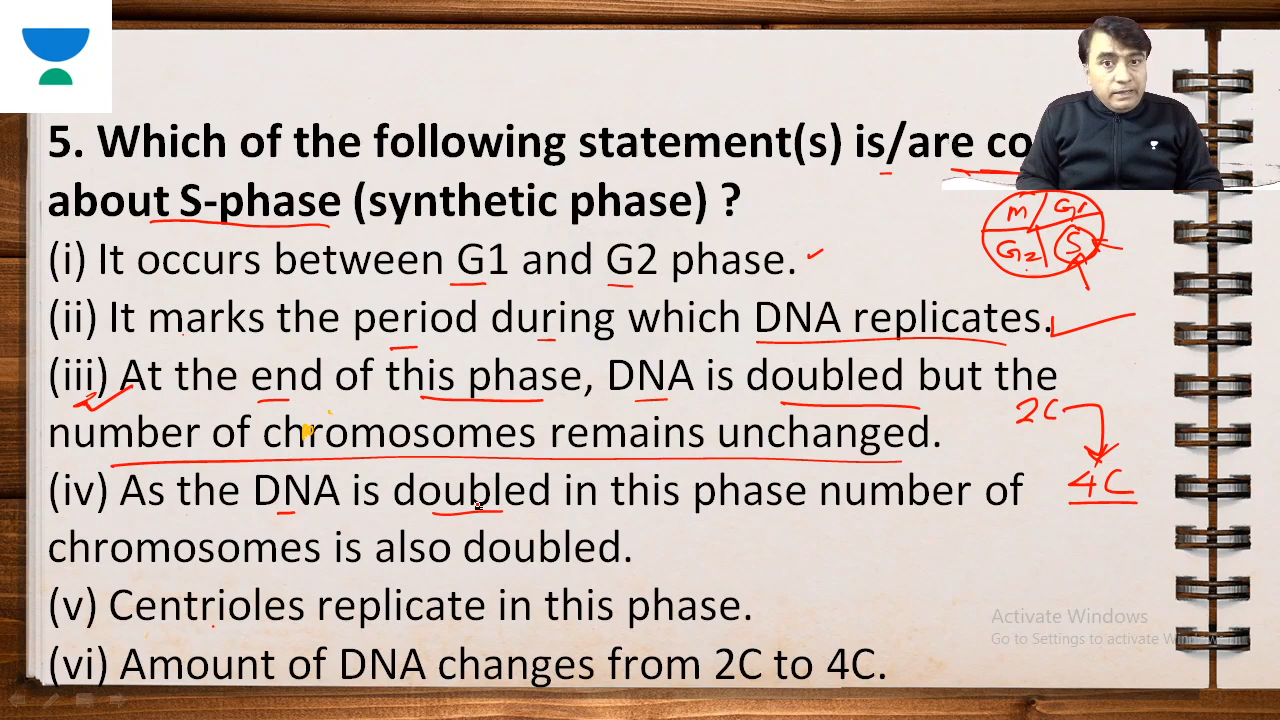 5. Which of the following statement(s) is/are co
about S-phase (synthetic phase) ?
M G1
G2 S
(i) It occurs between G1 and G2 phase.
(ii) It marks the period during which DNA replicates.
(iii) At the end of this phase, DNA is doubled but the
number of chromosomes remains unchanged.
2C
4C
(iv) As the DNA is doubled in this phase number of
chromosomes is also doubled.
(v) Centrioles replicate in this phase.
(vi) Amount of DNA changes from 2C to 4C.
Activate Windows
Go to Settings to activate Windows.